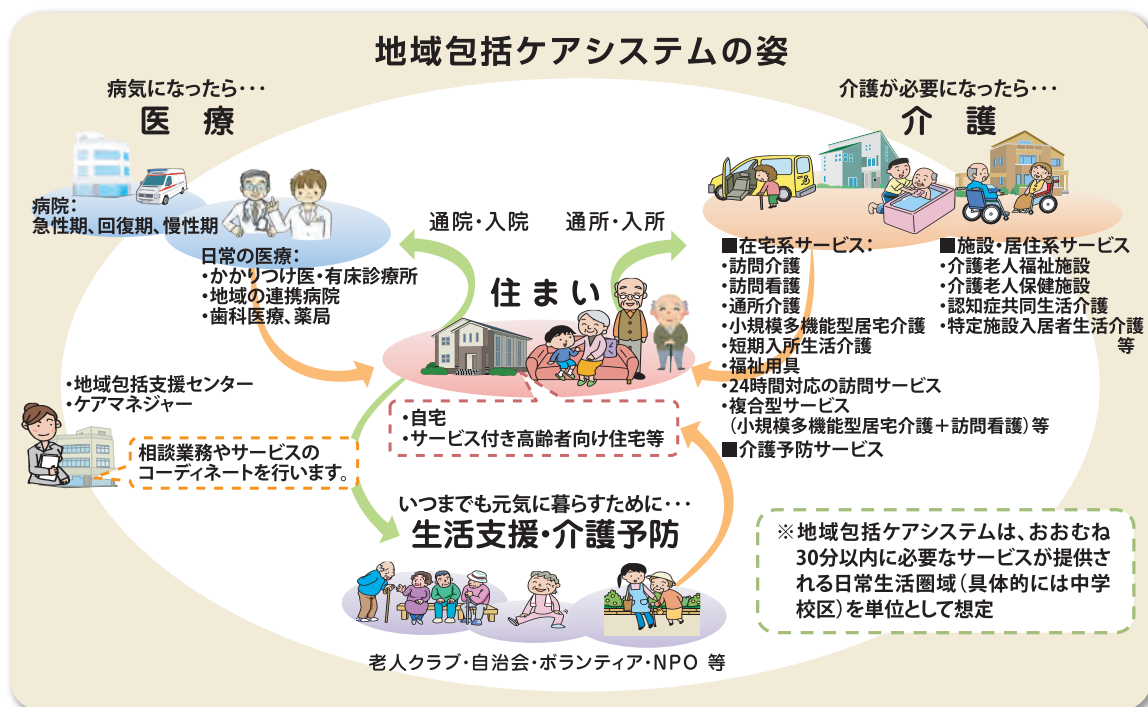 地域包括ケアシステムの姿
病気になったら･･･
医 療
病院：
急性期、回復期、慢性期
日常の医療：
・かかりつけ医・有床診療所
・地域の連携病院
・歯科医療、薬局
通院・入院
通所・入所
介護が必要になったら･･･
介 護
■在宅系サービス：
・訪問介護
・訪問看護
・通所介護
・小規模多機能型居宅介護
・短期入所生活介護
・福祉用具
・24時間対応の訪問サービス
・複合型サービス
（小規模多機能型居宅介護＋訪問看護）等
■介護予防サービス
■施設・居住系サービス
・介護老人福祉施設
・介護老人保健施設
・認知症共同生活介護
・特定施設入居者生活介護
等
住まい
・自宅
・サービス付き高齢者向け住宅等
・地域包括支援センター
・ケアマネジャー
相談業務やサービスの
コーディネートを行います。
いつまでも元気に暮らすために･･･
生活支援・介護予防
老人クラブ・自治会・ボランティア・NPO 等
※地域包括ケアシステムは、おおむね
30分以内に必要なサービスが提供さ
れる日常生活圏域（具体的には中学
校区）を単位として想定